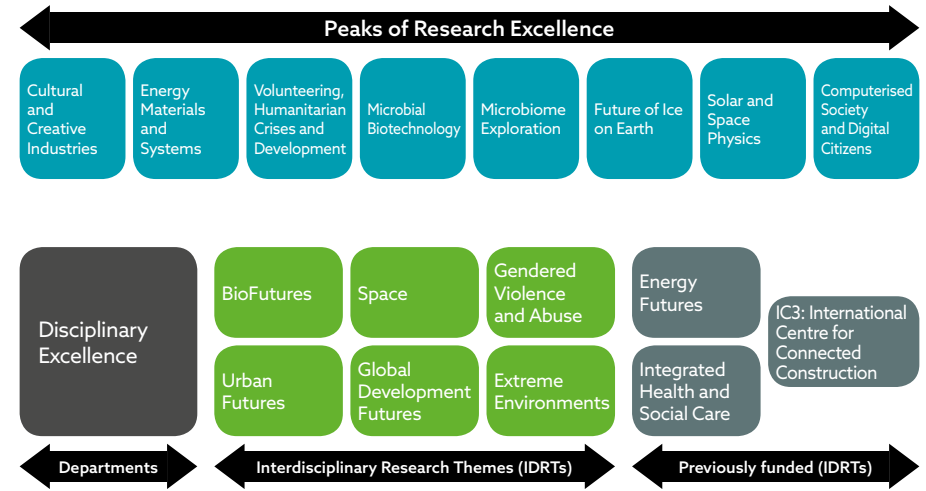 Peaks of Research Excellence
Cultural
and
Creative
Industries
Energy
Materials
and
Systems
Volunteering,
Humanitarian
Crises and
Development
Microbial
Biotechnology
Microbiome
Exploration
Future of Ice
on Earth
Solar and
Space
Physics
Computerised
Society
and Digital
Citizens
Disciplinary
Excellence
BioFutures
Space
Gendered
Violence
and Abuse
Urban
Futures
Global
Development
Futures
Extreme
Environments
Energy
Futures
Integrated
Health and
Social Care
IC3: International
Centre for
Connected
Construction
Departments
Interdisciplinary Research Themes (IDRTs)
Previously funded (IDRTs)